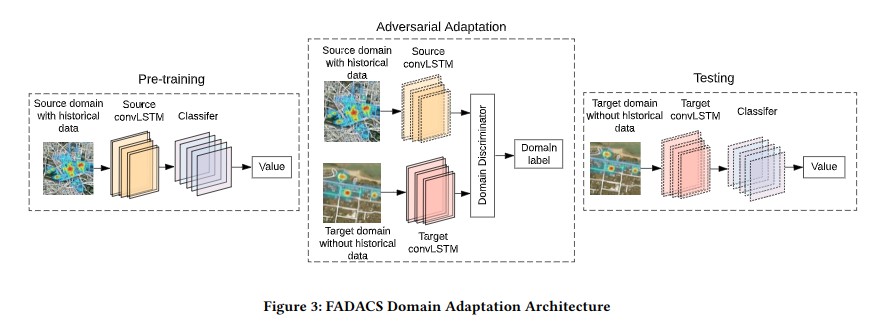 Adversarial Adaptation
Pre-training
Source domain
with historical
data
Source
convLSTM
Classifer
Value
Source domain
with historical
data
Source
convLSTM
Domain Discriminator
Domain
label
Target domain
without historical
data
Target
convLSTM
Testing
Target domain
without historical
data
Target
convLSTM
Classifer
Value
Figure 3: FADACS Domain Adaptation Architecture